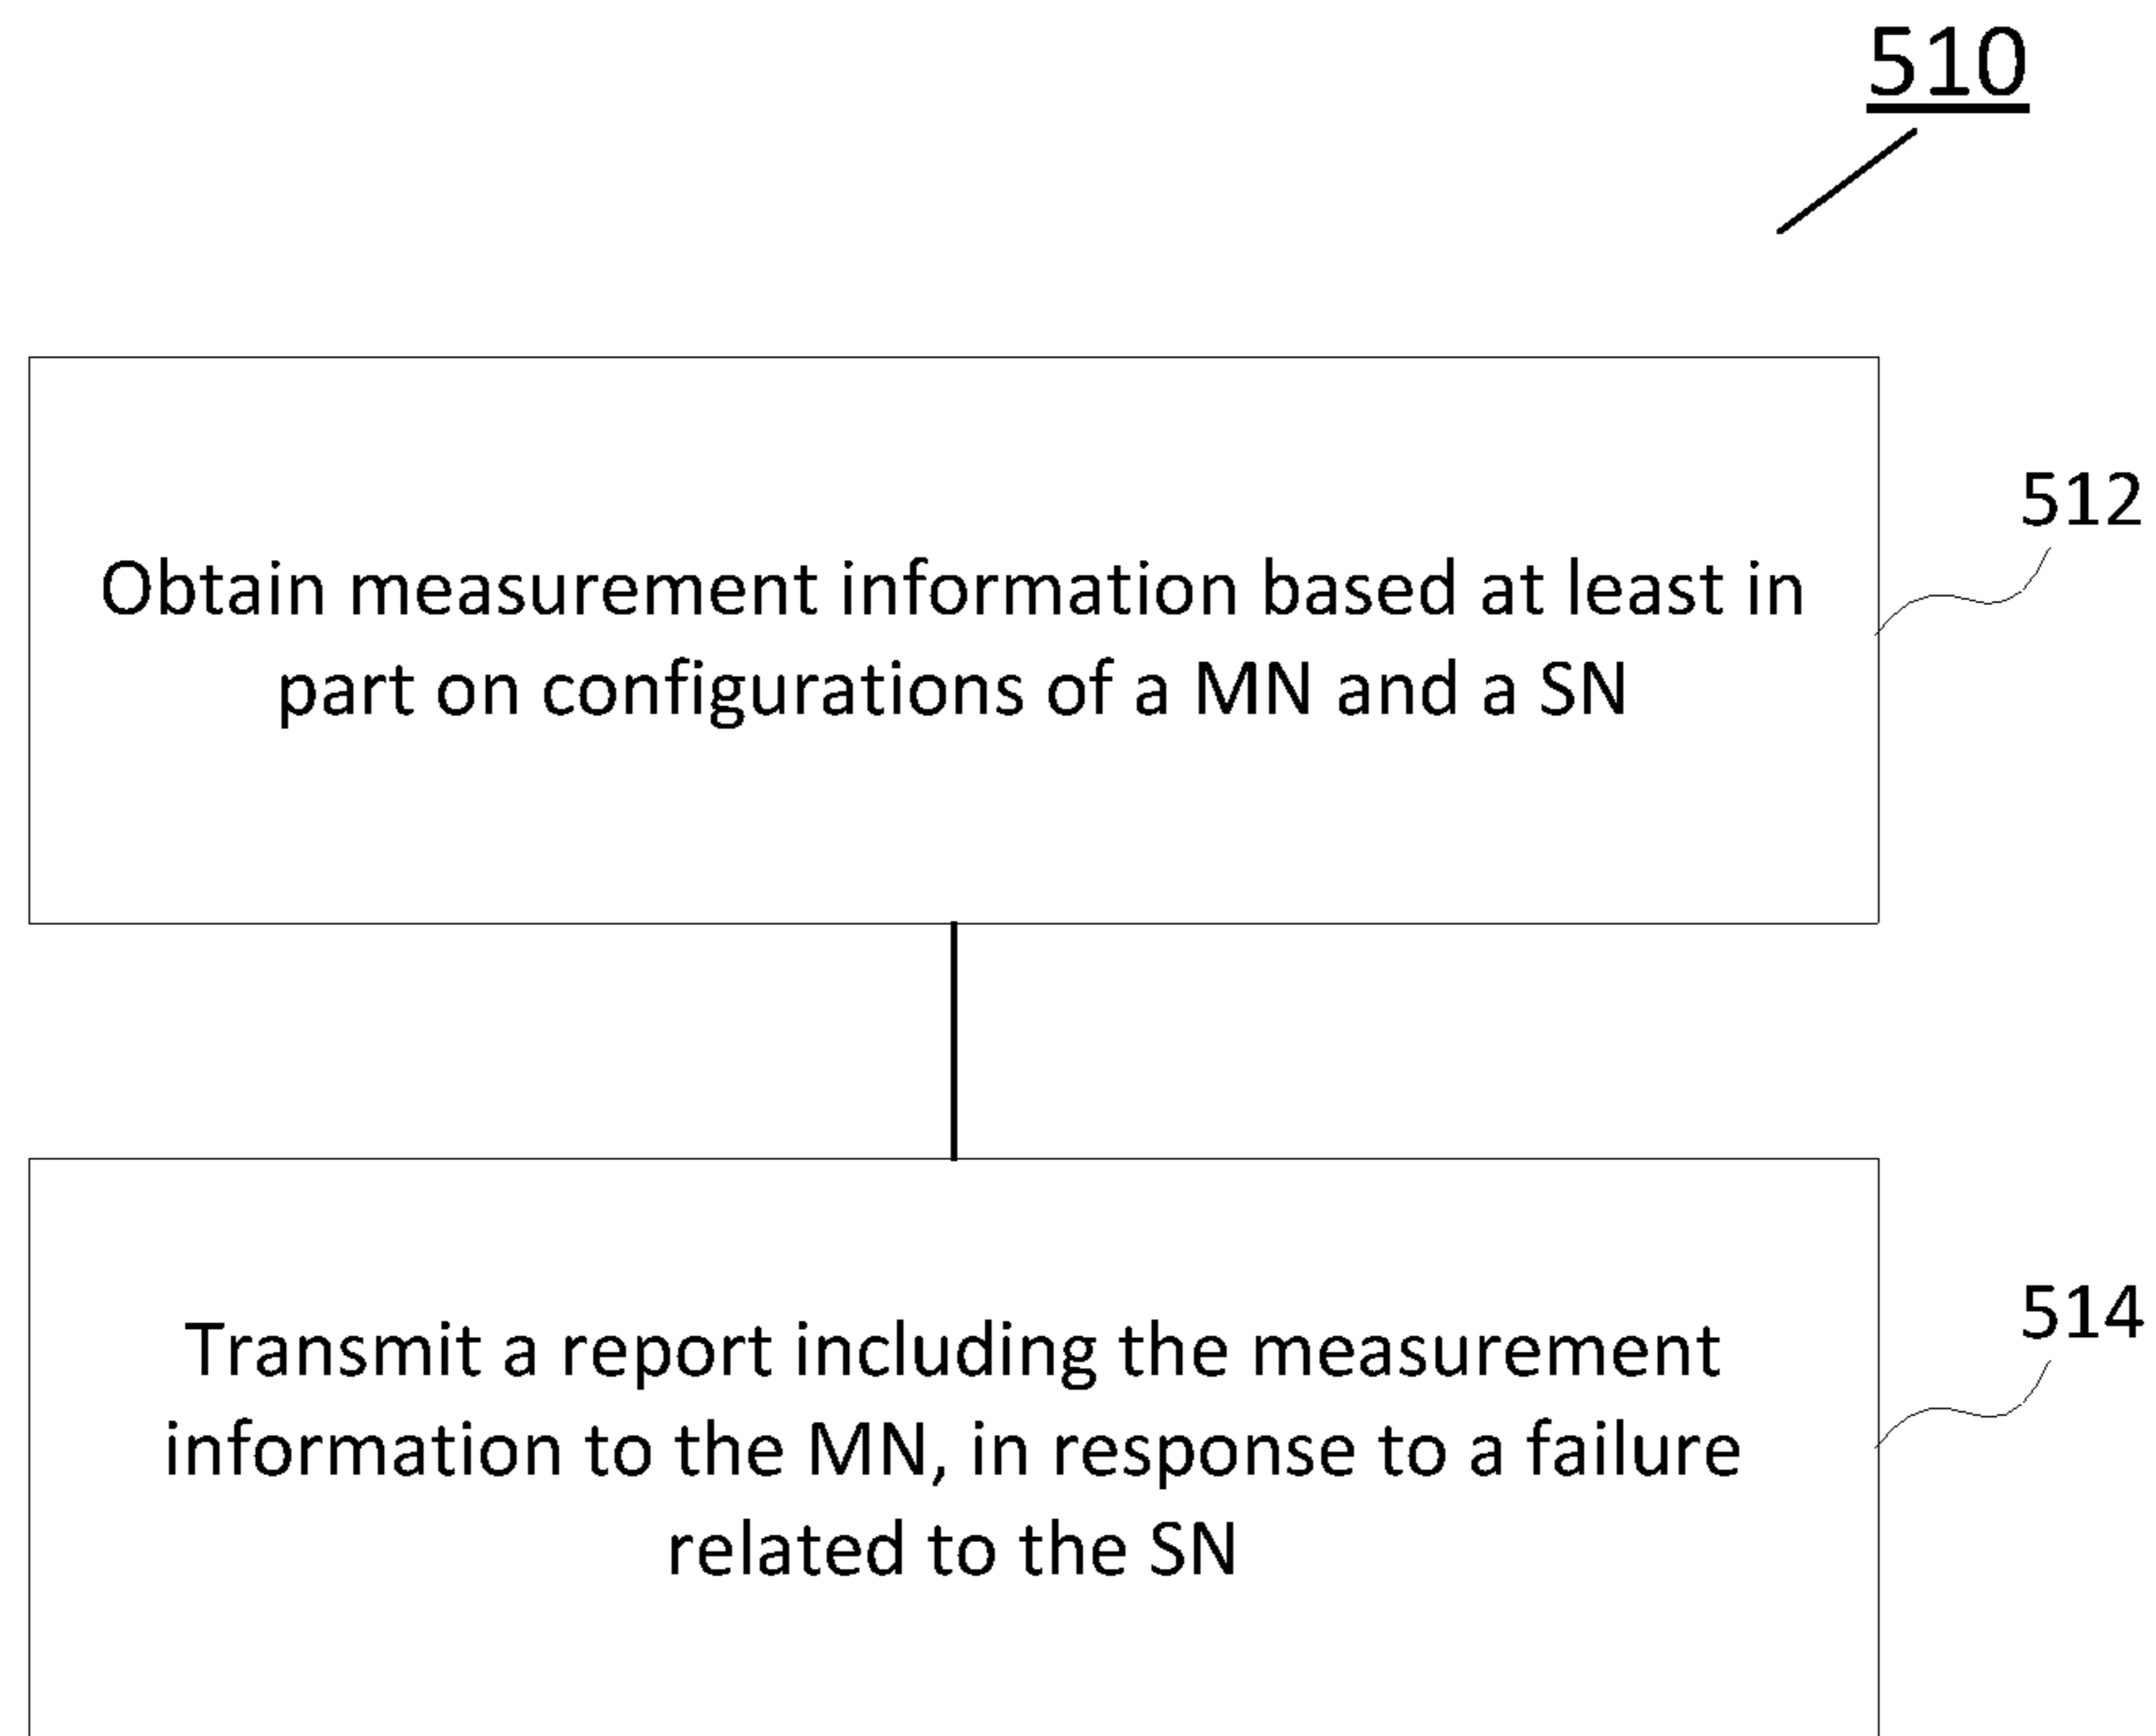 510
512
Obtain measurement information based at least in
part on configurations of a MN and a SN
514
Transmit a report including the measurement
information to the MN, in response to a failure
related to the SN